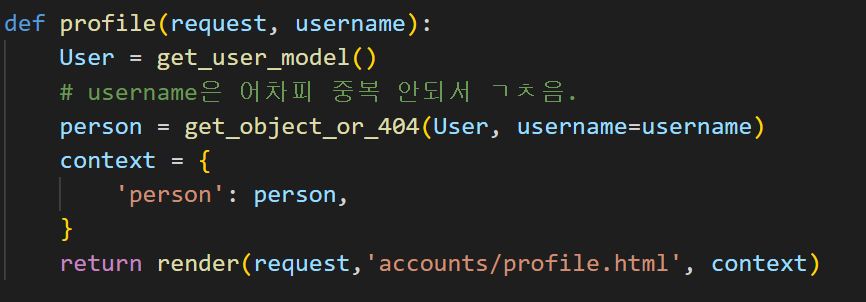 def profile(request, username):
    User = get_user_model()
    # username은 어차피 중복 안되서 ㄱㅊ음.
    person = get_object_or_404(User, username=username)
    context = {
        'person': person,
    }
    return render(request,'accounts/profile.html', context)